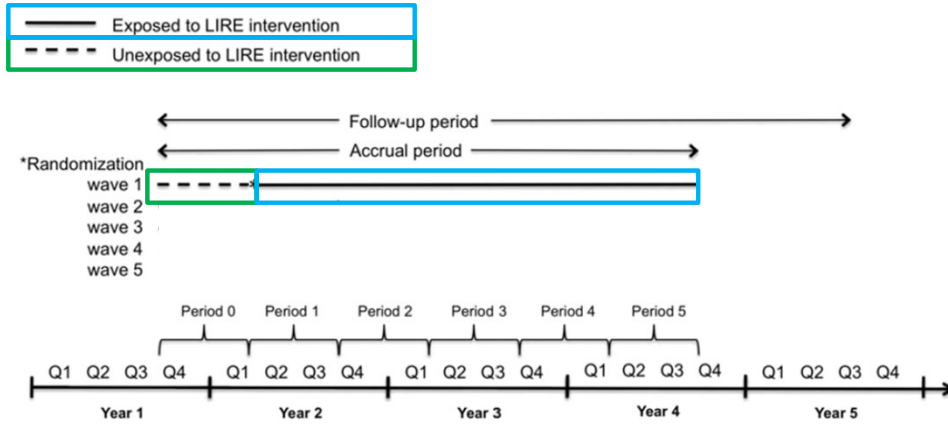 Exposed to LIRE intervention
Unexposed to LIRE intervention
Follow-up period
Accrual period
*Randomization
wave 1
wave 2
wave 3
wave 4
wave 5
Period 0 Period 1 Period 2 Period 3 Period 4 Period 5
Q1 Q2 Q3 Q4 Q1 Q2 Q3 Q4 Q1 Q2 Q3 Q4 Q1 Q2 Q3 Q4 Q1 Q2 Q3 Q4
Year 1 Year 2 Year 3 Year 4 Year 5